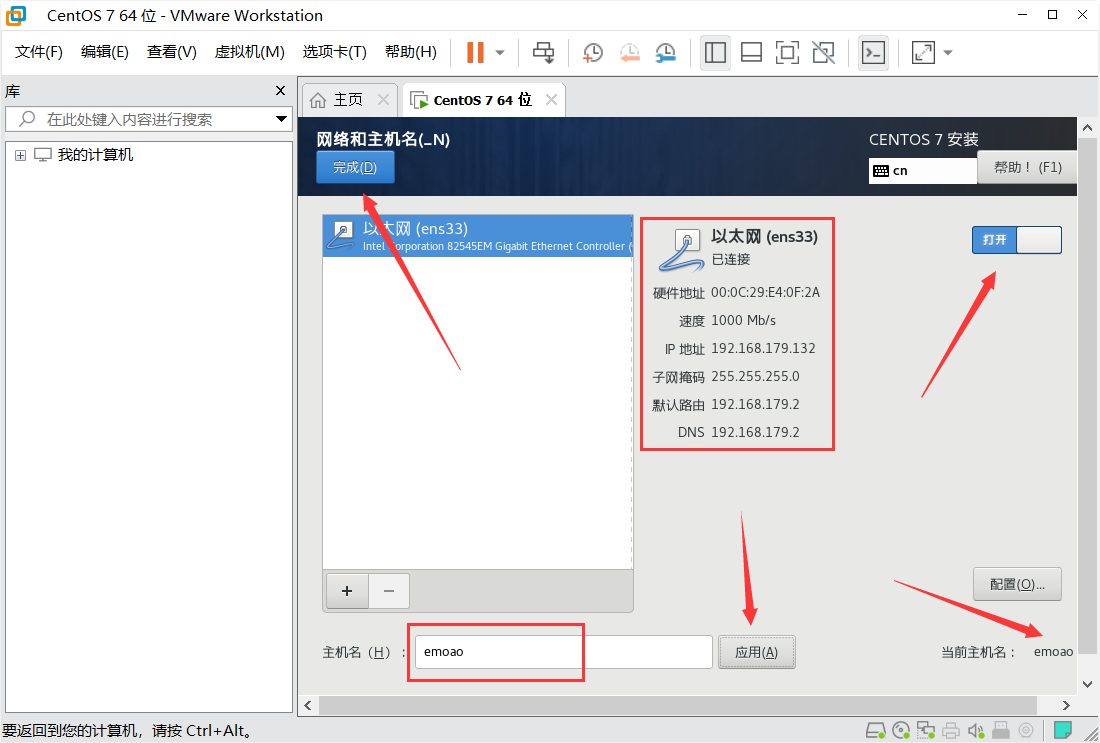 CentOS 7 64 位 - VMware Workstation
文件(F) 编辑(E) 查看(V) 虚拟机(M) 选项卡(T) 帮助(H)
库
在此处键入内容进行搜索
我的计算机
主页
CentOS 7 64 位
网络和主机名(_N)
完成(D)
CENTOS 7 安装
cn
帮助！ (F1)
以太网 (ens33)
Intel Corporation 82545EM Gigabit Ethernet Controller (
以太网 (ens33)
已连接
打开
硬件地址 00:0C:29:E4:0F:2A
速度 1000 Mb/s
IP 地址 192.168.179.132
子网掩码 255.255.255.0
默认路由 192.168.179.2
DNS 192.168.179.2
+ −
配置(O)...
主机名（H）：
emoao
应用(A)
当前主机名： emoao
要返回到您的计算机，请按 Ctrl+Alt。